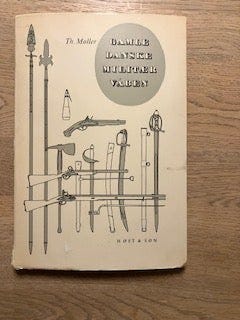 Th. Møller
GAMLE
DANSKE
MILITÆR
VÅBEN
HØST & SØN